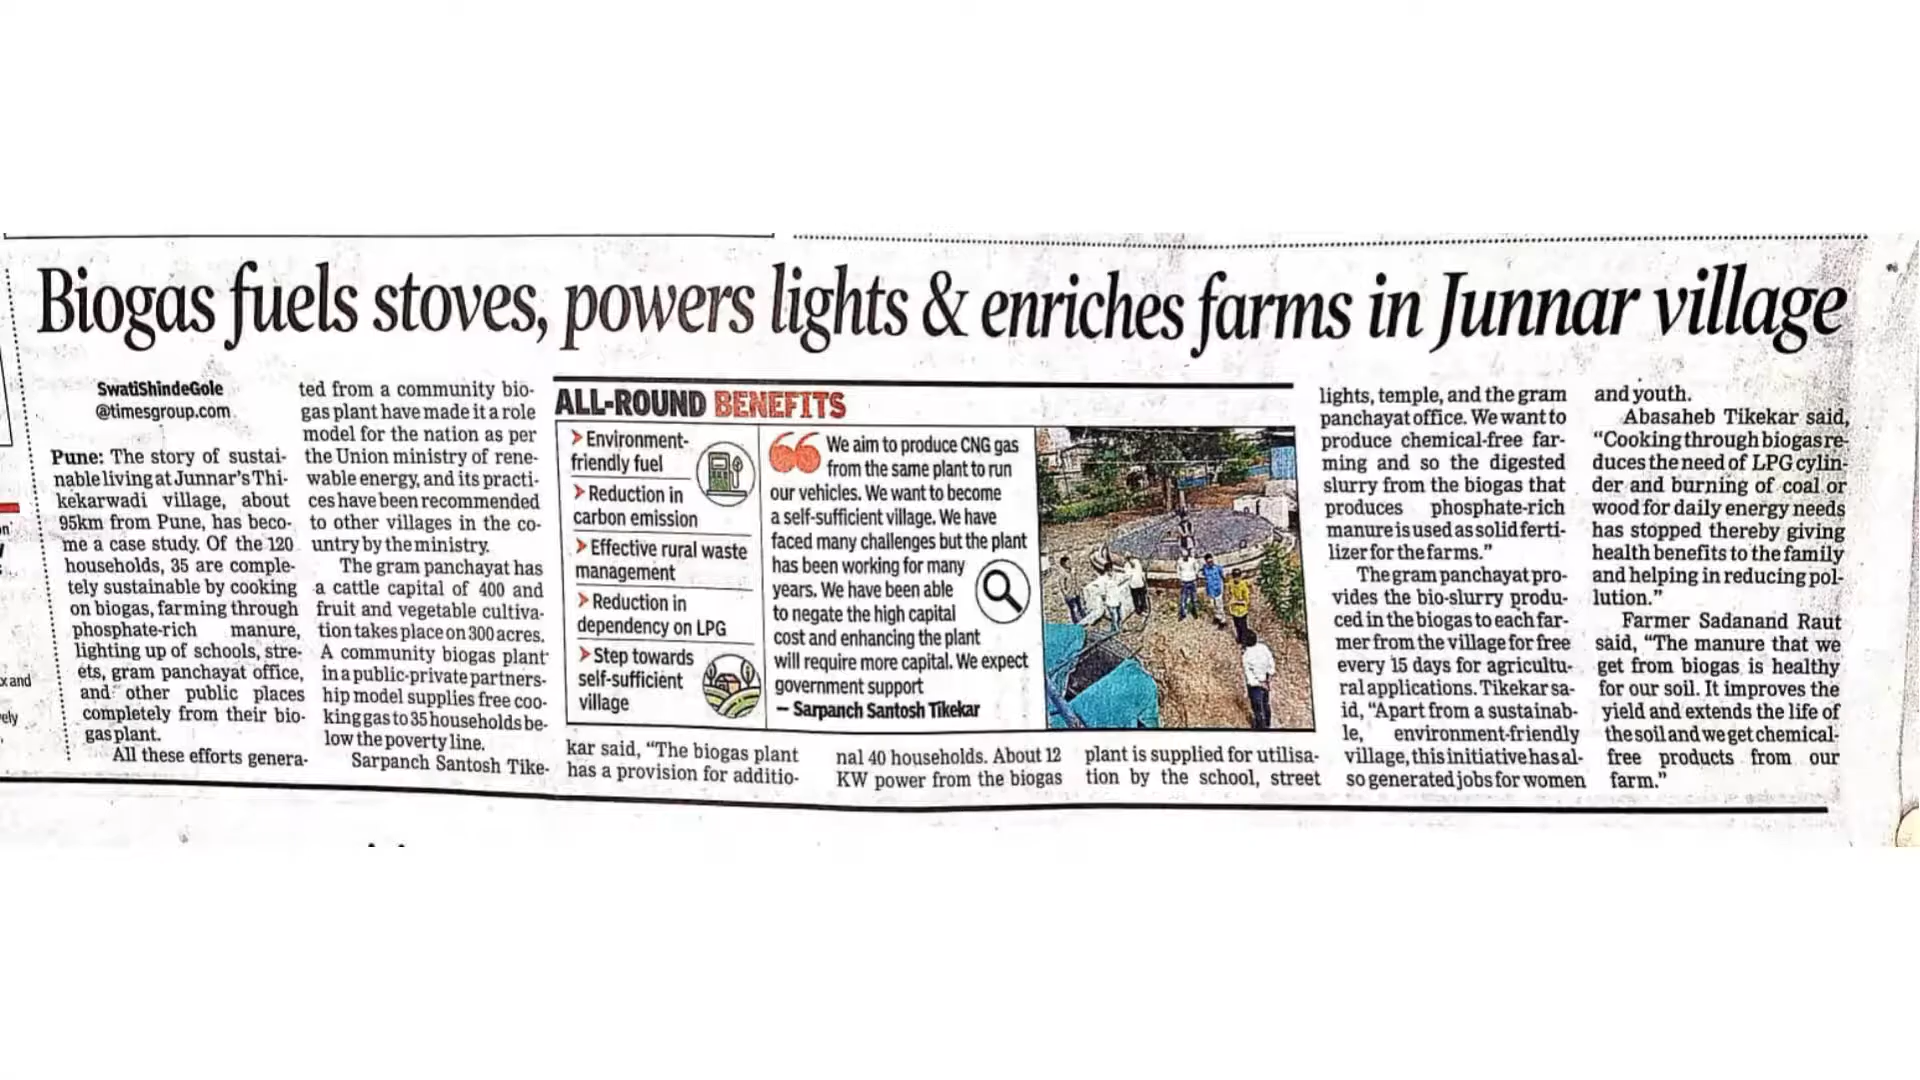 Biogas fuels stoves, powers lights & enriches farms in Junnar village
SwatiShindeGole
@timesgroup.com
Pune: The story of sustai-
nable living at Junnar's Thi-
kekarwadi village, about
95km from Pune, has beco-
me a case study. Of the 120
households, 35 are comple-
tely sustainable by cooking
on biogas, farming through
phosphate-rich manure,
lighting up of schools, stre-
ets, gram panchayat office,
and other public places
completely from their bio-
gas plant.
All these efforts genera-
ted from a community bio-
gas plant have made it a role
model for the nation as per
the Union ministry of rene-
wable energy, and its practi-
ces have been recommended
to other villages in the co-
untry by the ministry.
The gram panchayat has
a cattle capital of 400 and
fruit and vegetable cultiva-
tion takes place on 300 acres.
A community biogas plant
in a public-private partners-
hip model supplies free coo-
king gas to 35 households be-
low the poverty line.
Sarpanch Santosh Tike-
ALL-ROUND BENEFITS
Environment-
friendly fuel
Reduction in
carbon emission
Effective rural waste
management
Reduction in
dependency on LPG
Step towards
self-sufficient
village
We aim to produce CNG gas
from the same plant to run
our vehicles. We want to become
a self-sufficient village. We have
faced many challenges but the plant
has been working for many
years. We have been able
to negate the high capital
cost and enhancing the plant
will require more capital. We expect
government support
— Sarpanch Santosh Tikekar
kar said, "The biogas plant
has a provision for additio-
nal 40 households. About 12
KW power from the biogas
plant is supplied for utilisa-
tion by the school, street
lights, temple, and the gram
panchayat office. We want to
produce chemical-free far-
ming and so the digested
slurry from the biogas that
produces phosphate-rich
manure is used as solid ferti-
lizer for the farms."
The gram panchayat pro-
vides the bio-slurry produ-
ced in the biogas to each far-
mer from the village for free
every 15 days for agricultu-
ral applications. Tikekar sa-
id, "Apart from a sustainab-
le, environment-friendly
village, this initiative has al-
so generated jobs for women
and youth.
Abasaheb Tikekar said,
"Cooking through biogas re-
duces the need of LPG cylin-
der and burning of coal or
wood for daily energy needs
has stopped thereby giving
health benefits to the family
and helping in reducing pol-
lution."
Farmer Sadanand Raut
said, "The manure that we
get from biogas is healthy
for our soil. It improves the
yield and extends the life of
the soil and we get chemical-
free products from our
farm."